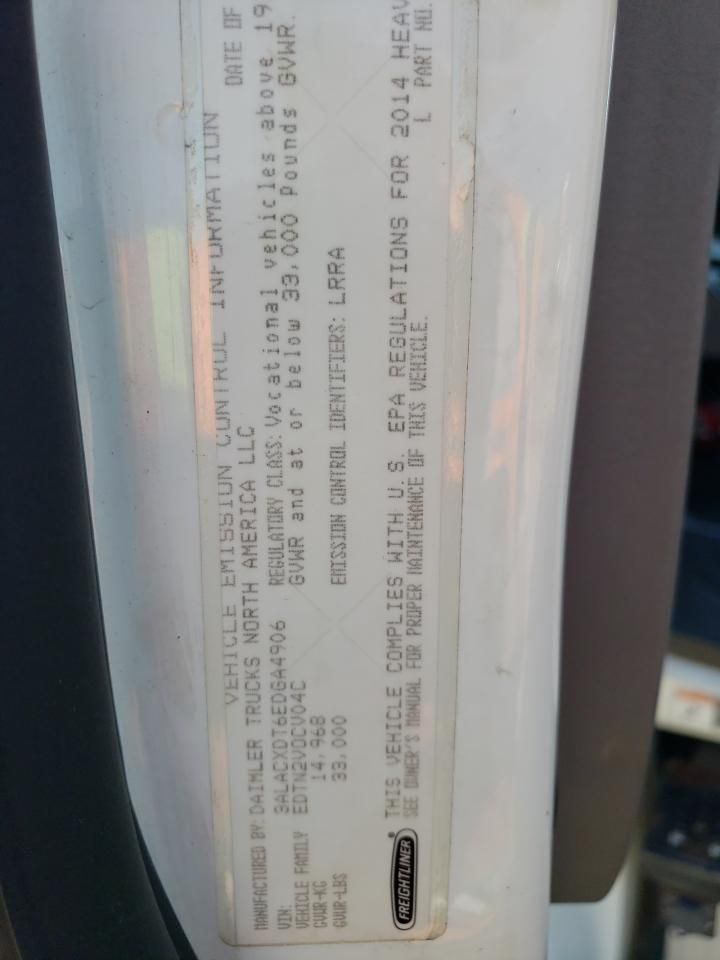 VEHICLE EMISSION CONTROL INFORMATION DATE OF
MANUFACTURED BY: DAIMLER TRUCKS NORTH AMERICA LLC
VIN: 3ALACXDT6EDGA4906 REGULATORY CLASS: Vocational vehicles above 19
VEHICLE FAMILY EDTN2VOCV04C GVWR and at or below 33,000 Pounds GVWR.
GVWR-KG 14,968
GVWR-LBS 33,000 EMISSION CONTROL IDENTIFIERS: LRRA
FREIGHTLINER® THIS VEHICLE COMPLIES WITH U.S. EPA REGULATIONS FOR 2014 HEAV
SEE OWNER'S MANUAL FOR PROPER MAINTENANCE OF THIS VEHICLE. L PART NO.